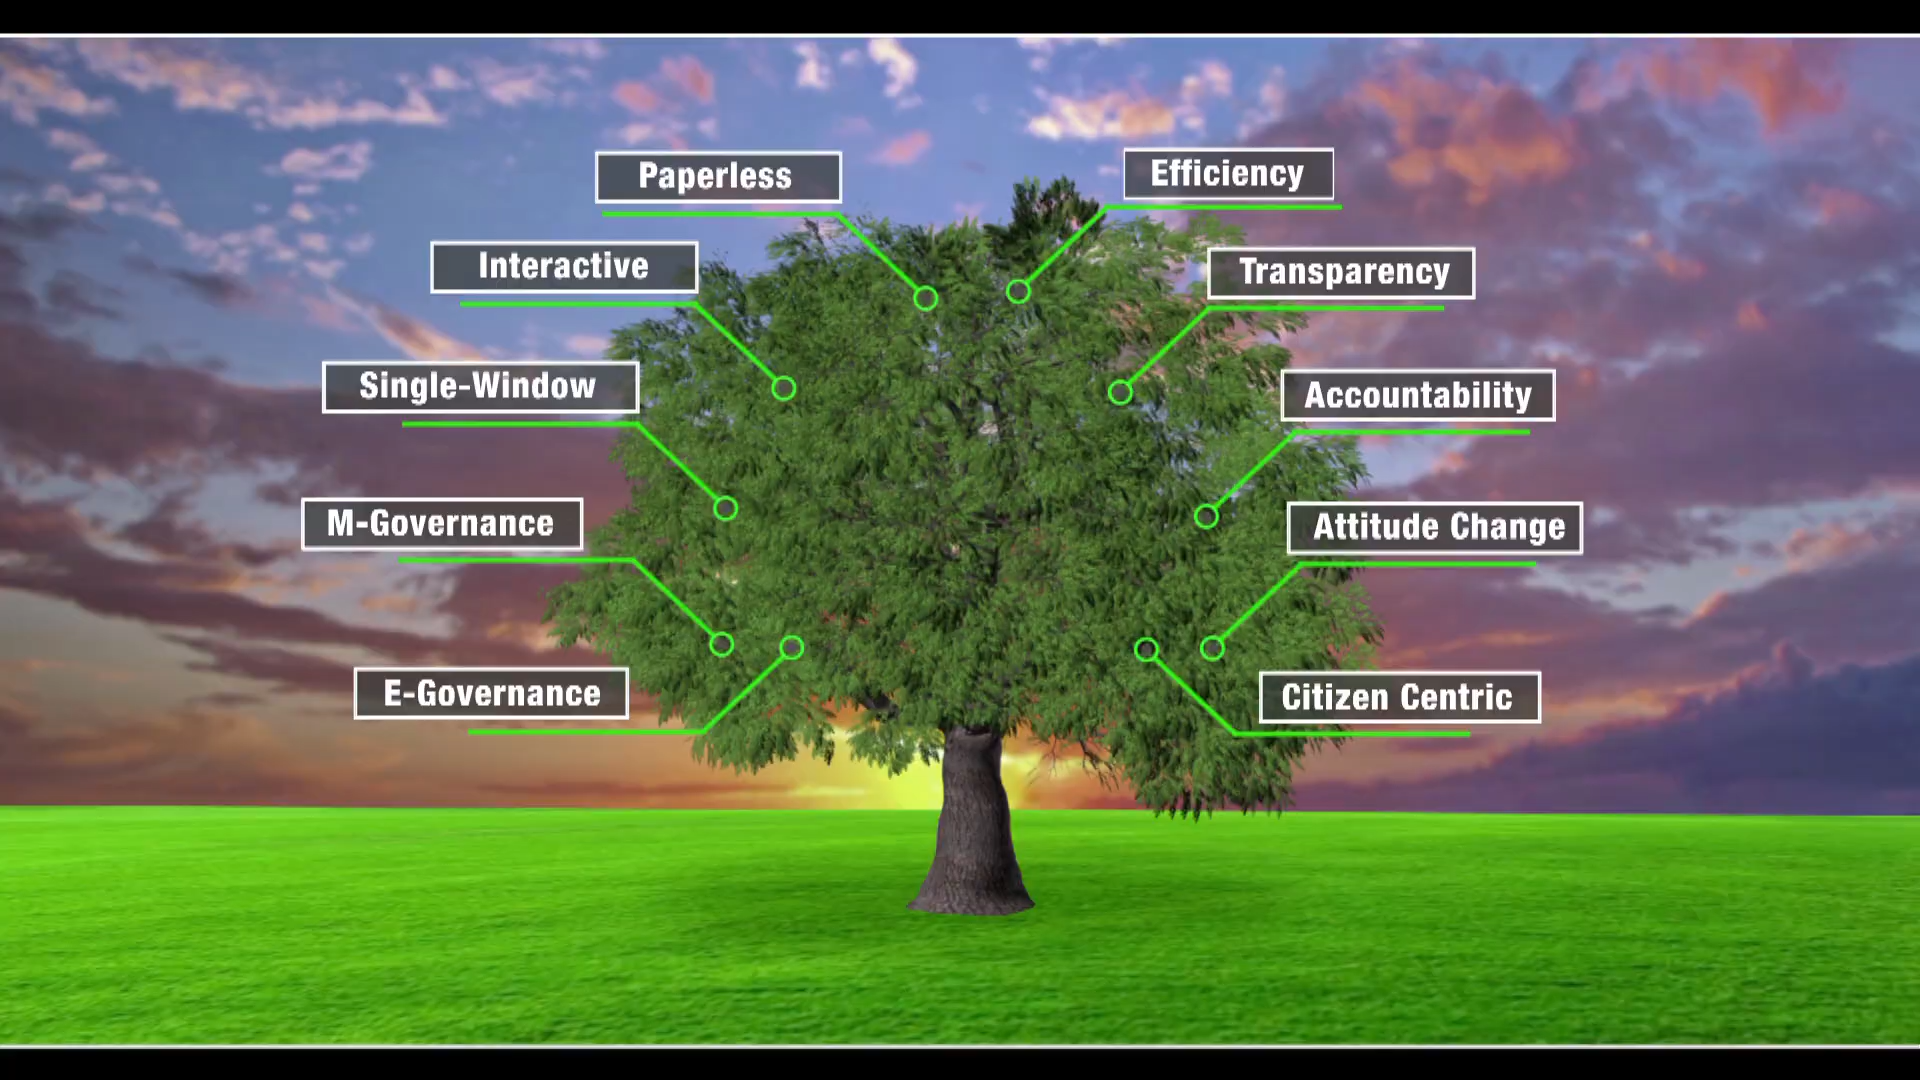 Paperless
Efficiency
Interactive
Transparency
Single-Window
Accountability
M-Governance
Attitude Change
E-Governance
Citizen Centric